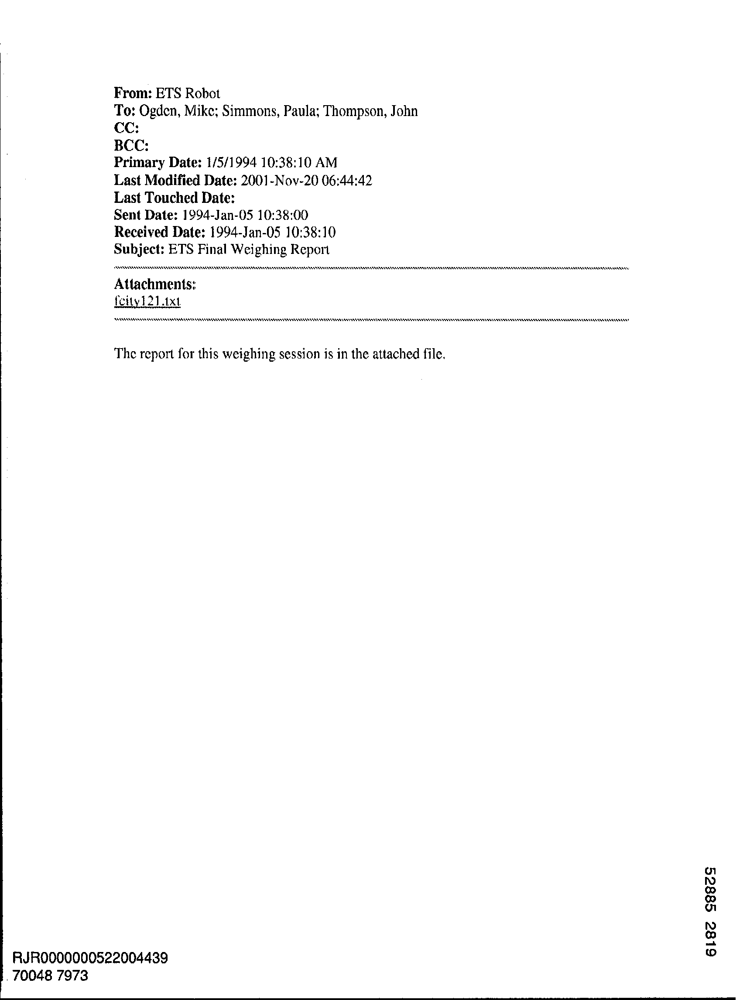 From: ETS Robot
To: Ogden, Mike; Simmons, Paula; Thompson, John
CC:
BCC:
Primary Date: 1/5/1994 10:38:10 AM
Last Modified Date: 2001-Nov-20 06:44:42
Last Touched Date:
Sent Date: 1994-Jan-05 10:38:00
Received Date: 1994-Jan-05 10:38:10
Subject: ETS Final Weighing Report
Attachments:
fcity121.txt
The report for this weighing session is in the attached file.
52885 2819
RJR0000000522004439
70048 7973